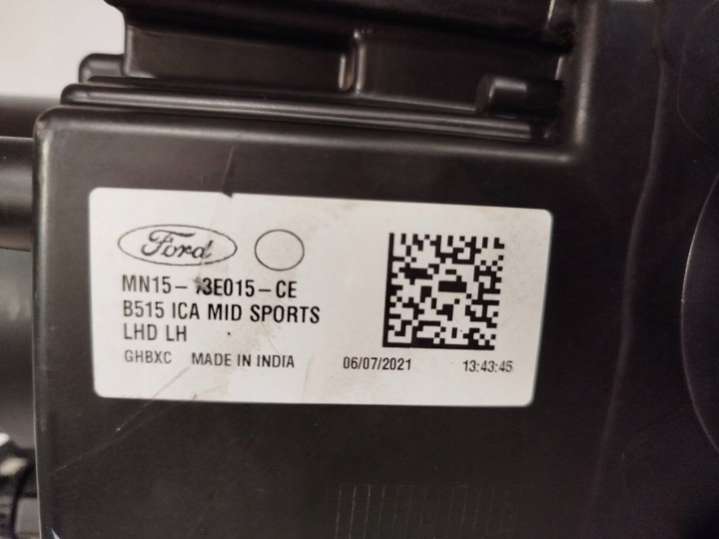 Ford
MN15-13E015-CE
B515 ICA MID SPORTS
LHD LH
GHBXC MADE IN INDIA 06/07/2021 13:43:45